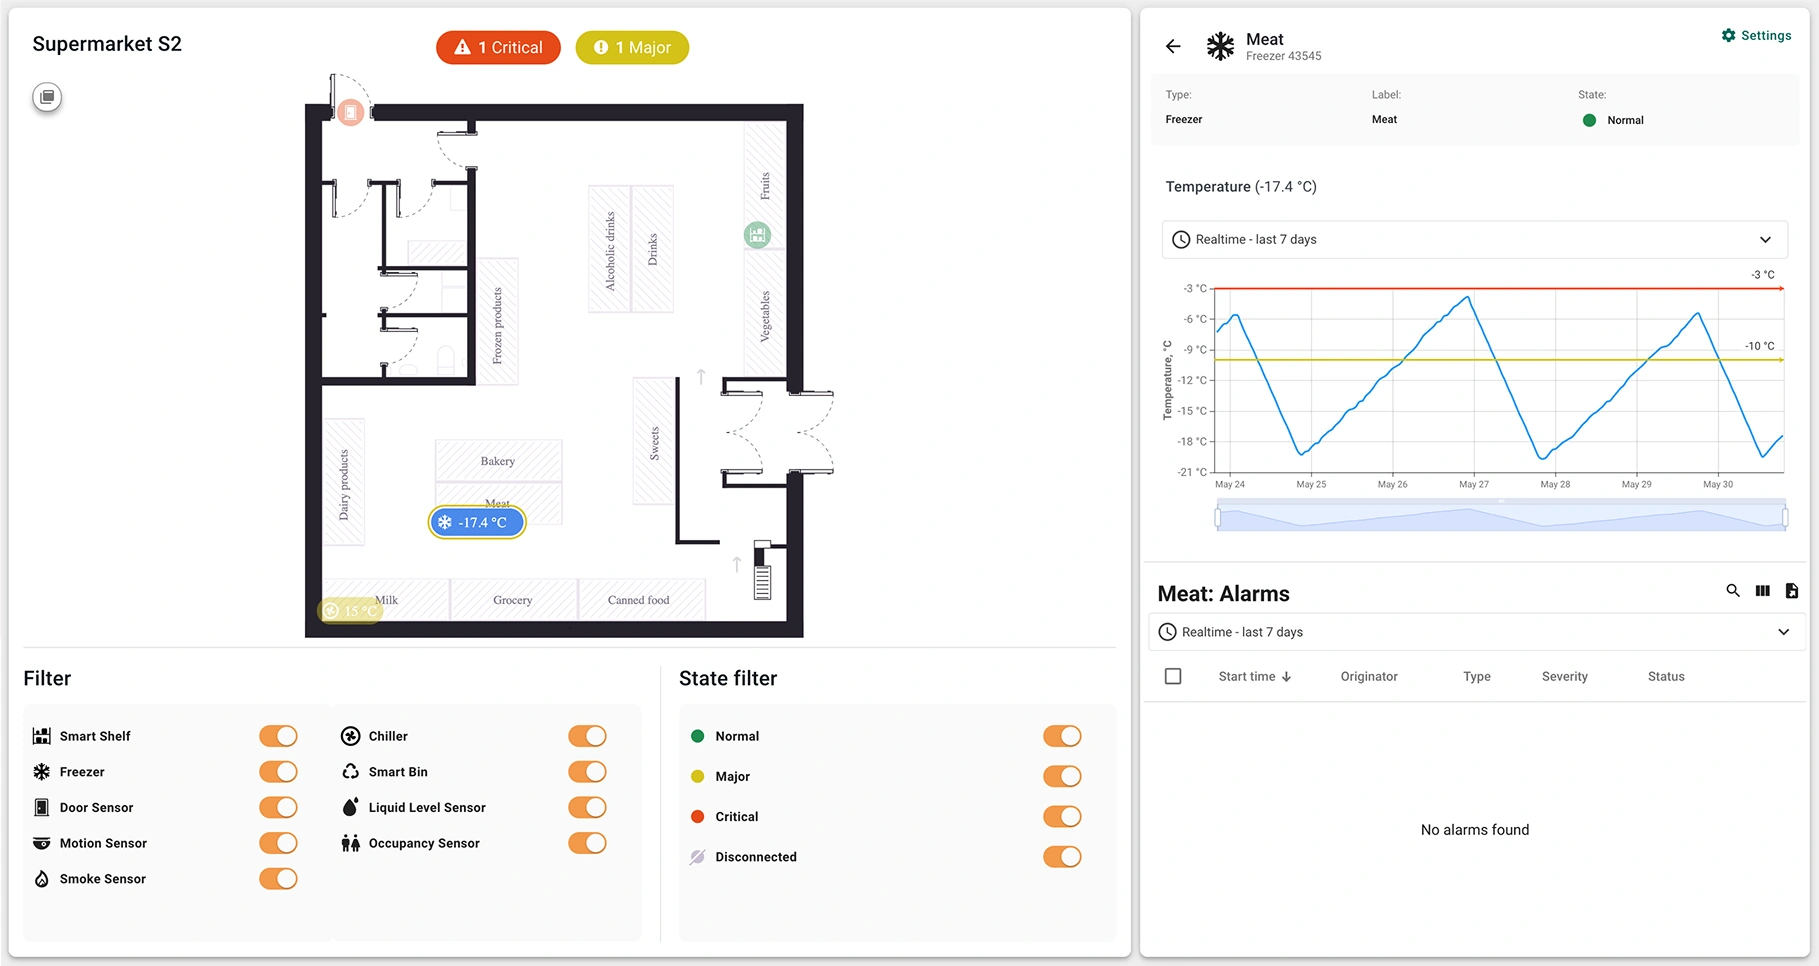 Supermarket S2
1 Critical
1 Major
Fruits
Alcoholic drinks
Drinks
Frozen products
Vegetables
Sweets
Dairy products
Bakery
Meat
-17.4 °C
Milk
15 °C
Grocery
Canned food
Filter
Smart Shelf
Chiller
Freezer
Smart Bin
Door Sensor
Liquid Level Sensor
Motion Sensor
Occupancy Sensor
Smoke Sensor
State filter
Normal
Major
Critical
Disconnected
Meat
Freezer 43545
Settings
Type:
Label:
State:
Freezer
Meat
Normal
Temperature (-17.4 °C)
Realtime - last 7 days
-3 °C
-3 °C
-6 °C
-9 °C
-10 °C
-12 °C
-15 °C
-18 °C
-21 °C
Temperature, °C
May 24
May 25
May 26
May 27
May 28
May 29
May 30
Meat: Alarms
Realtime - last 7 days
Start time
Originator
Type
Severity
Status
No alarms found